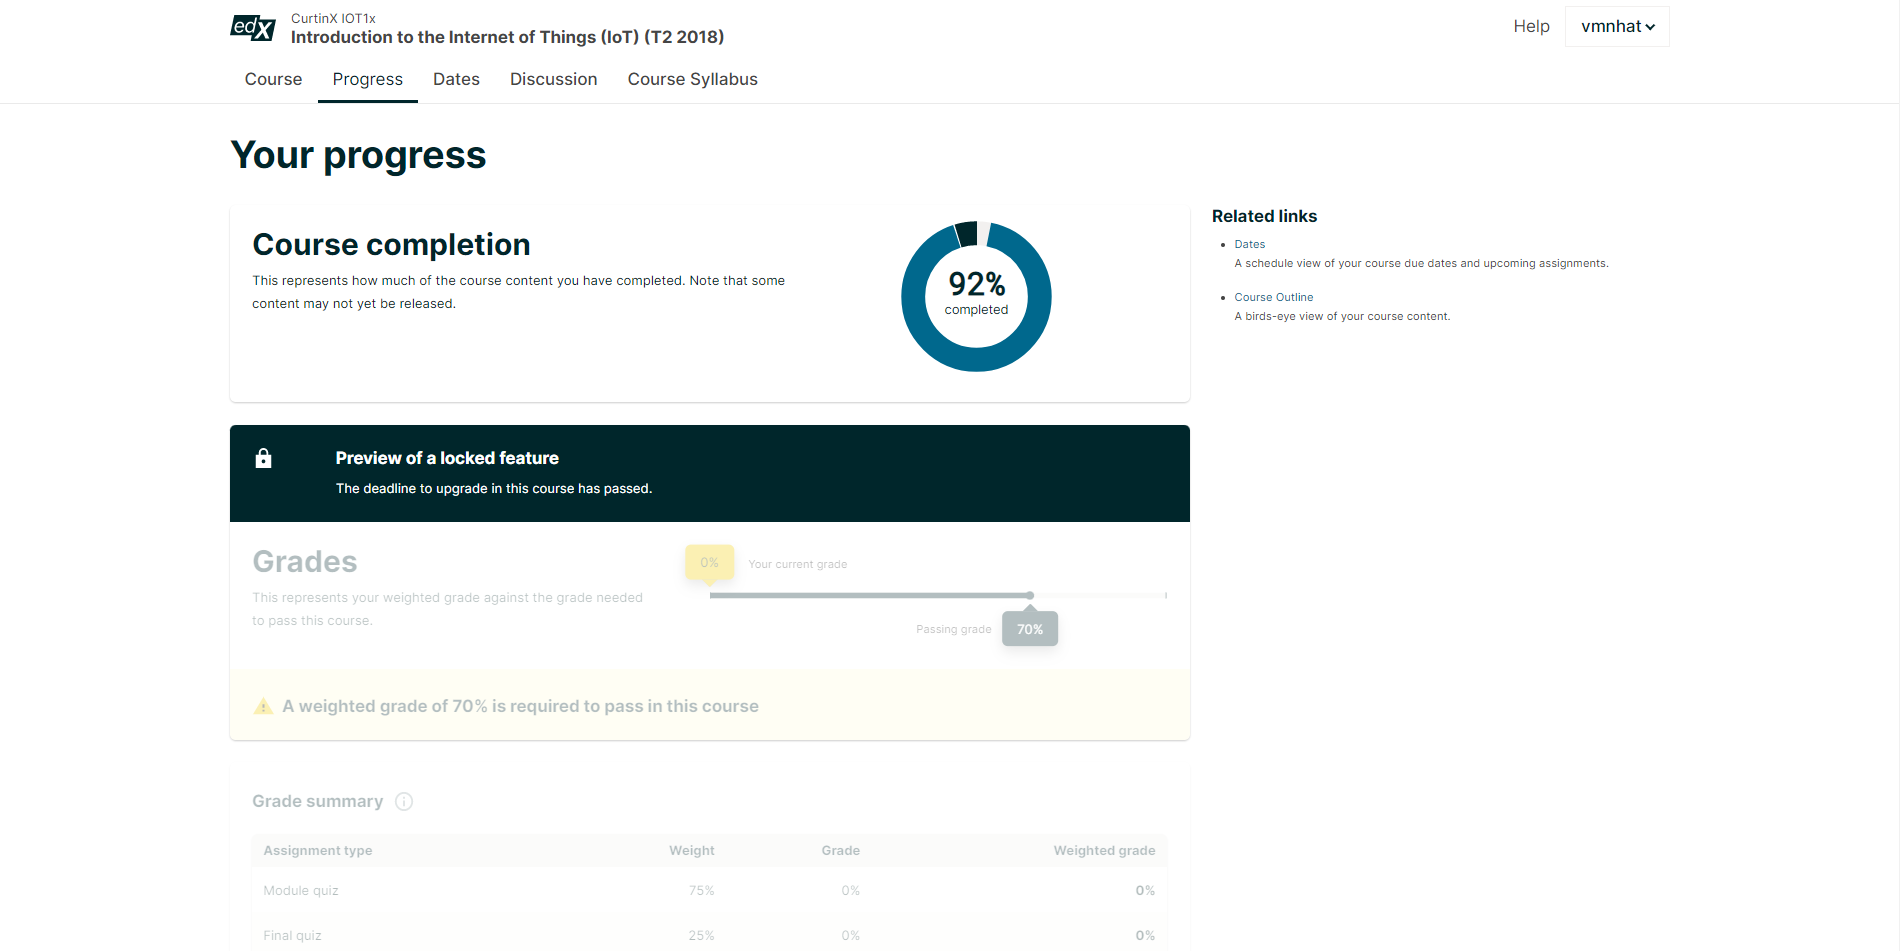 edX
CurtinX IOT1x
Introduction to the Internet of Things (IoT) (T2 2018)
Help
vmnhat
Course
Progress
Dates
Discussion
Course Syllabus
Your progress
Course completion
This represents how much of the course content you have completed. Note that some
content may not yet be released.
92%
completed
Related links
Dates
A schedule view of your course due dates and upcoming assignments.
Course Outline
A birds-eye view of your course content.
Preview of a locked feature
The deadline to upgrade in this course has passed.
Grades
This represents your weighted grade against the grade needed
to pass this course.
0%
Your current grade
Passing grade
70%
A weighted grade of 70% is required to pass in this course
Grade summary
Assignment type Weight Grade Weighted grade
Module quiz 75% 0% 0%
Final quiz 25% 0% 0%